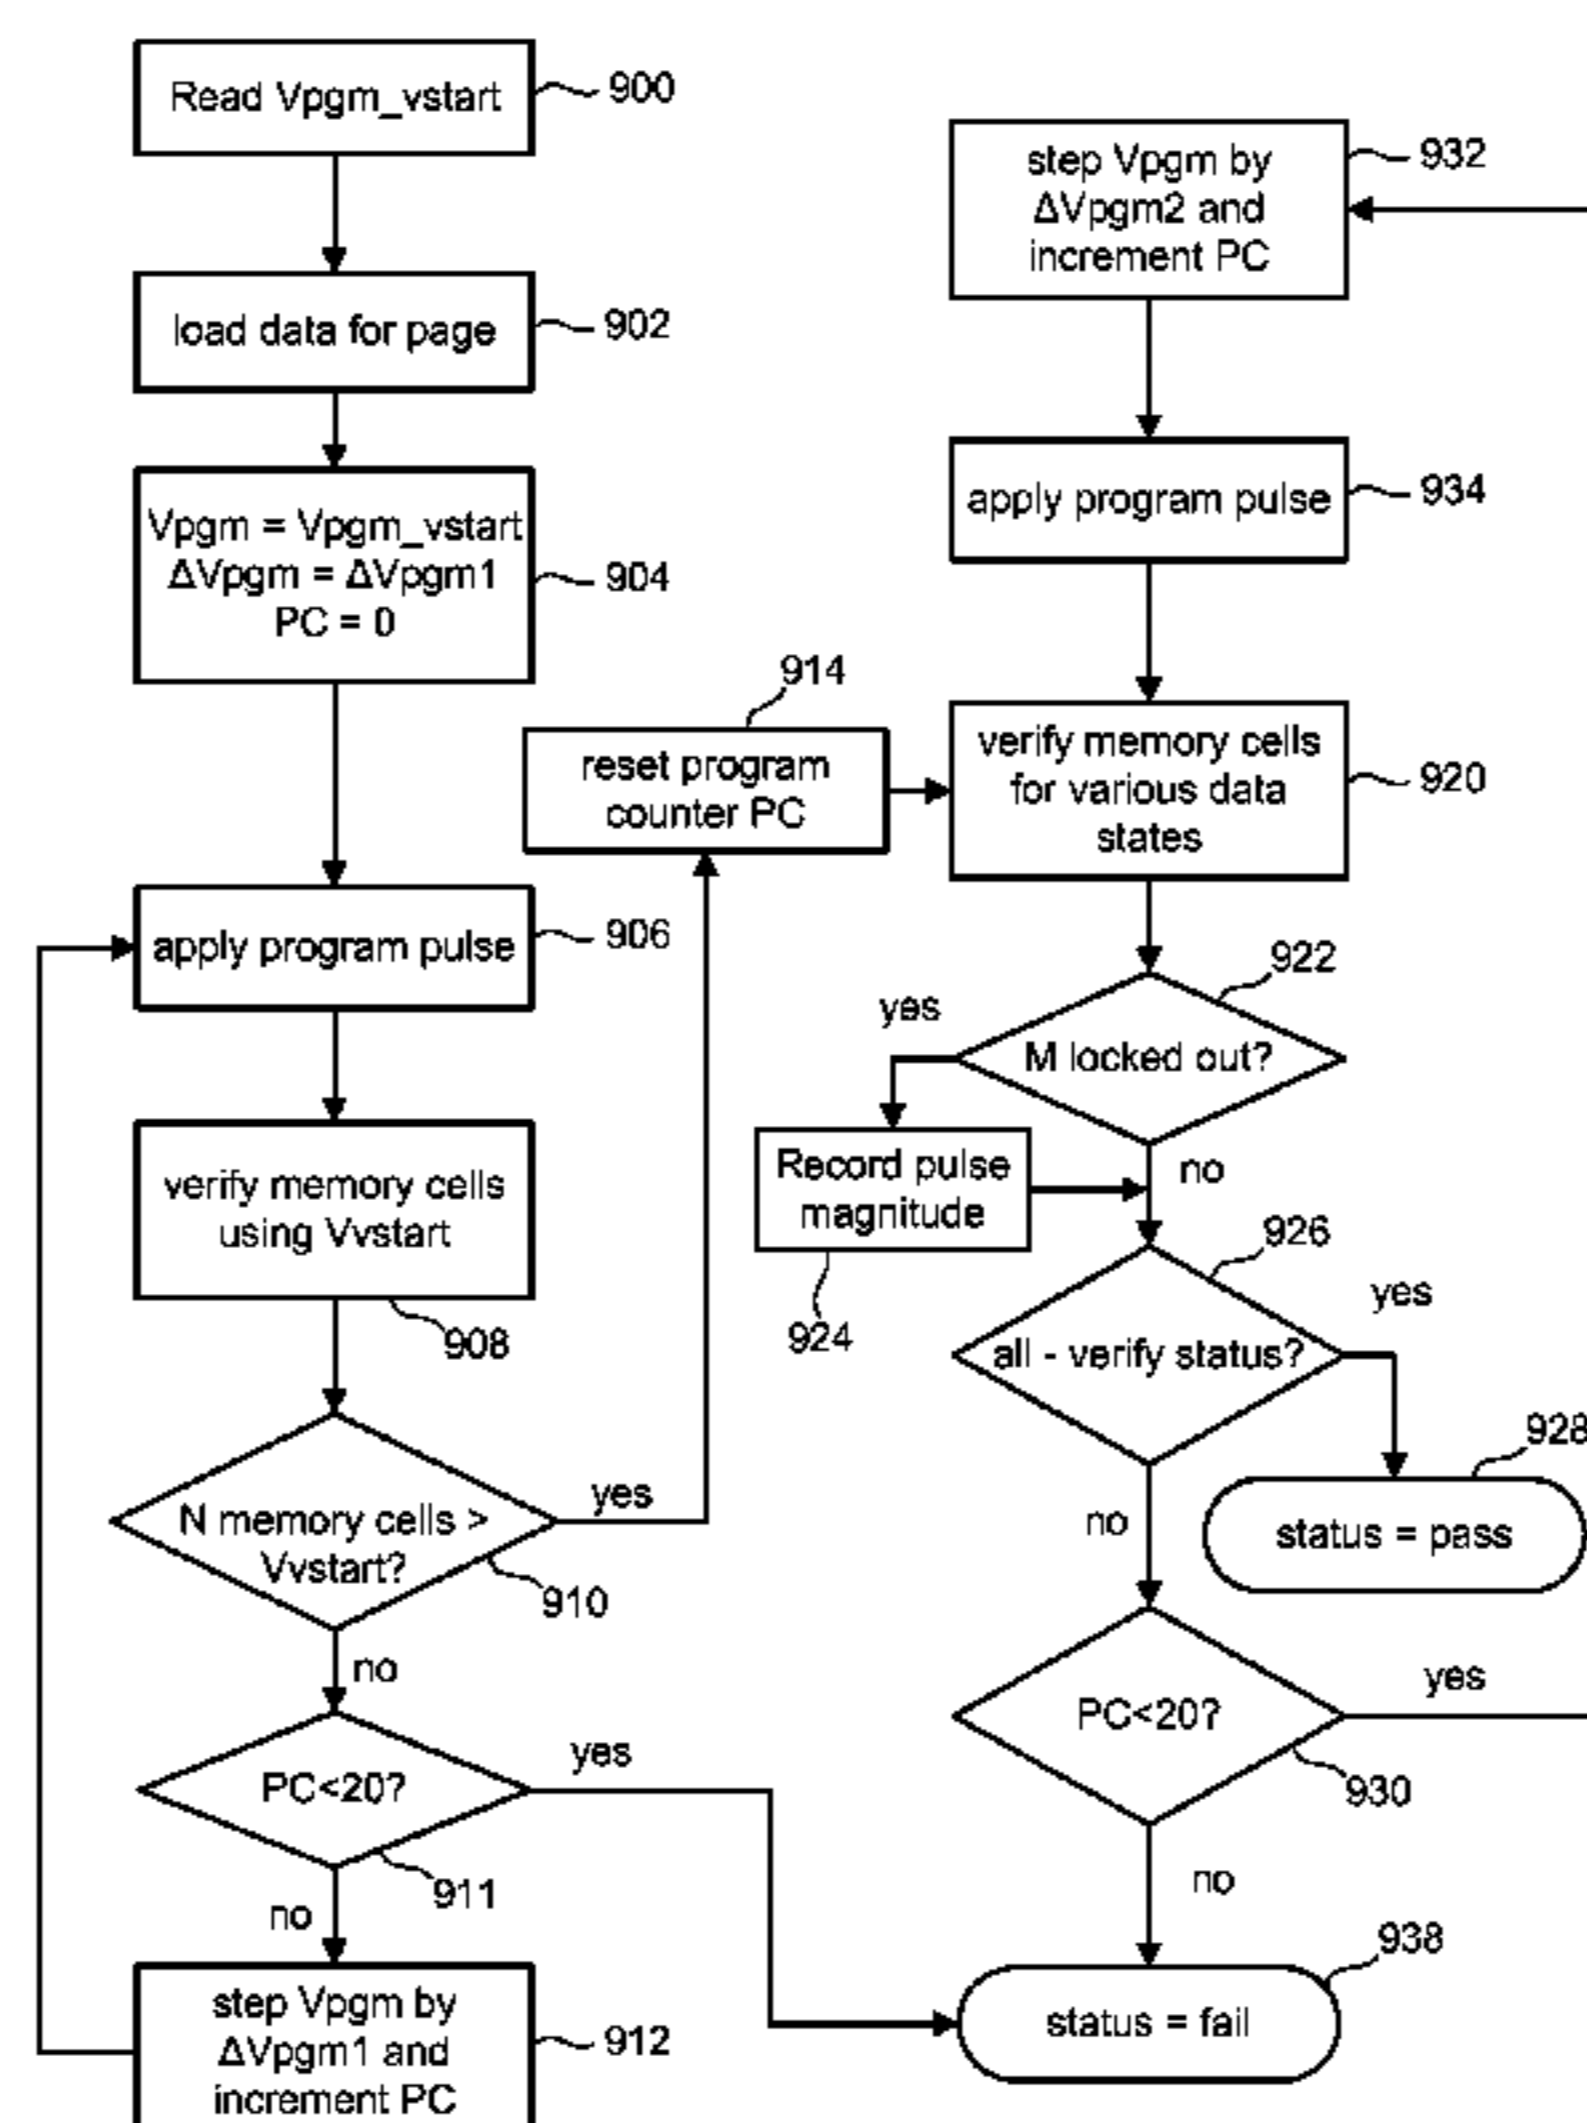 Read Vpgm_vstart
900
load data for page
902
Vpgm = Vpgm_vstart
ΔVpgm = ΔVpgm1
PC = 0
904
apply program pulse
906
verify memory cells
using Vvstart
908
N memory cells >
Vvstart?
910
yes
no
PC<20?
911
yes
no
step Vpgm by
ΔVpgm1 and
increment PC
912
914
reset program
counter PC
step Vpgm by
ΔVpgm2 and
increment PC
932
apply program pulse
934
verify memory cells
for various data
states
920
922
yes
M locked out?
no
Record pulse
magnitude
924
926
yes
all - verify status?
no
928
status = pass
PC<20?
yes
930
no
938
status = fail